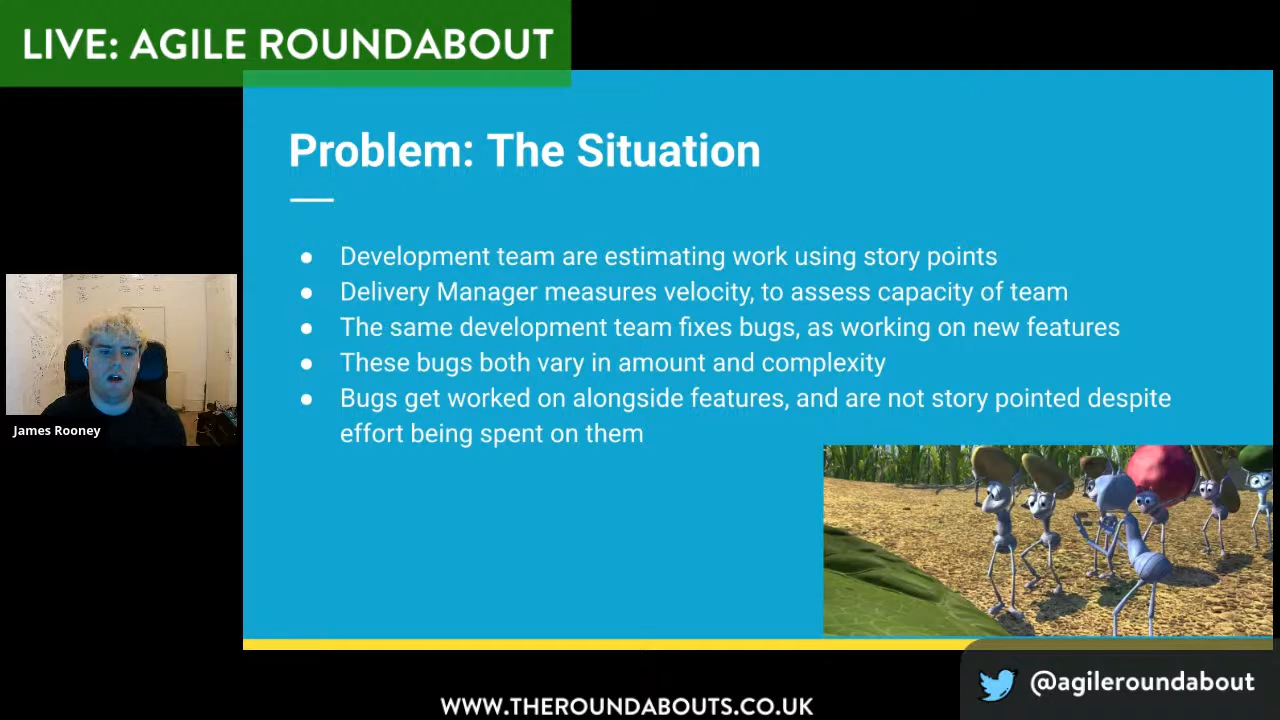 LIVE: AGILE ROUNDABOUT
Problem: The Situation
● Development team are estimating work using story points
● Delivery Manager measures velocity, to assess capacity of team
● The same development team fixes bugs, as working on new features
● These bugs both vary in amount and complexity
● Bugs get worked on alongside features, and are not story pointed despite
effort being spent on them
James Rooney
@agileroundabout
WWW.THEROUNDABOUTS.CO.UK